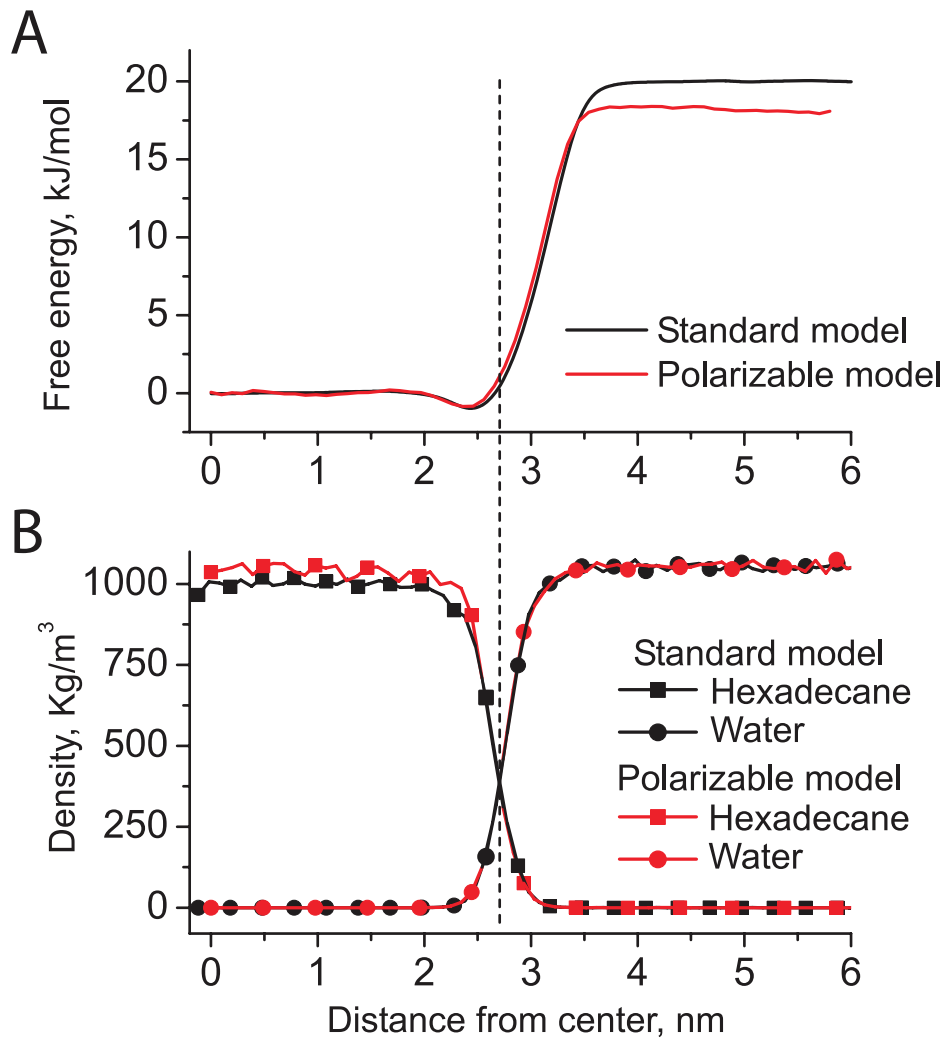 A
Free energy, kJ/mol
20
15
10
5
0
Standard model
Polarizable model
0 1 2 3 4 5 6
B
Density, Kg/m³
1000
750
500
250
0
Standard model
Hexadecane
Water
Polarizable model
Hexadecane
Water
0 1 2 3 4 5 6
Distance from center, nm